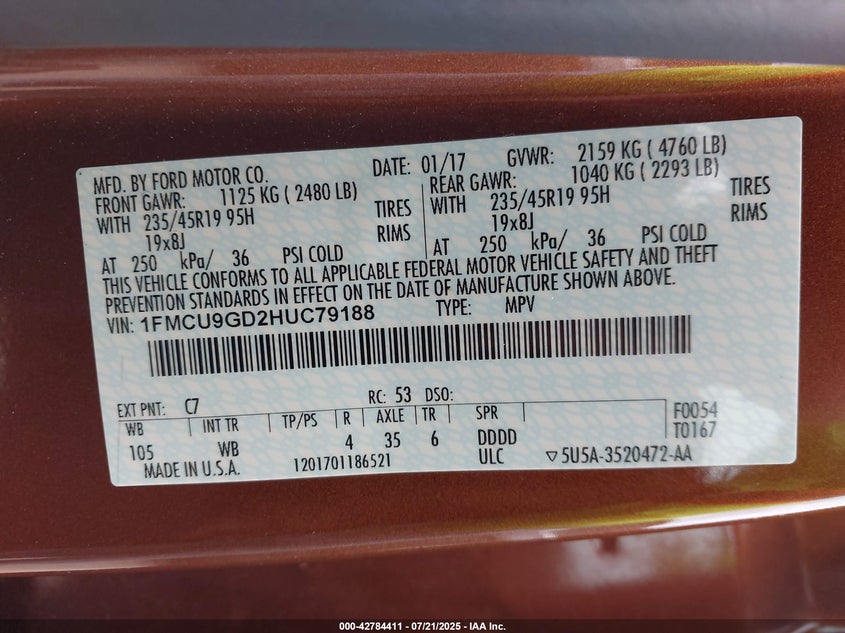 MFD. BY FORD MOTOR CO. DATE: 01/17 GVWR: 2159 KG ( 4760 LB)
FRONT GAWR: 1125 KG ( 2480 LB) REAR GAWR: 1040 KG ( 2293 LB)
WITH 235/45R19 95H TIRES WITH 235/45R19 95H TIRES
19x8J RIMS 19x8J RIMS
AT 250 kPa/ 36 PSI COLD AT 250 kPa/ 36 PSI COLD
THIS VEHICLE CONFORMS TO ALL APPLICABLE FEDERAL MOTOR VEHICLE SAFETY AND THEFT
PREVENTION STANDARDS IN EFFECT ON THE DATE OF MANUFACTURE SHOWN ABOVE.
VIN: 1FMCU9GD2HUC79188 TYPE: MPV
EXT PNT: C7 RC: 53 DSO:
WB INT TR TP/PS R AXLE TR SPR F0054
105 WB 4 35 6 DDDD T0167
MADE IN U.S.A. 1201701186521 ULC ▽5U5A-3520472-AA
000-42784411 - 07/21/2025 - IAA Inc.